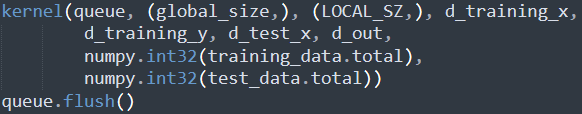 kernel(queue, (global_size,), (LOCAL_SZ,), d_training_x,
d_training_y, d_test_x, d_out,
numpy.int32(training_data.total),
numpy.int32(test_data.total))
queue.flush()